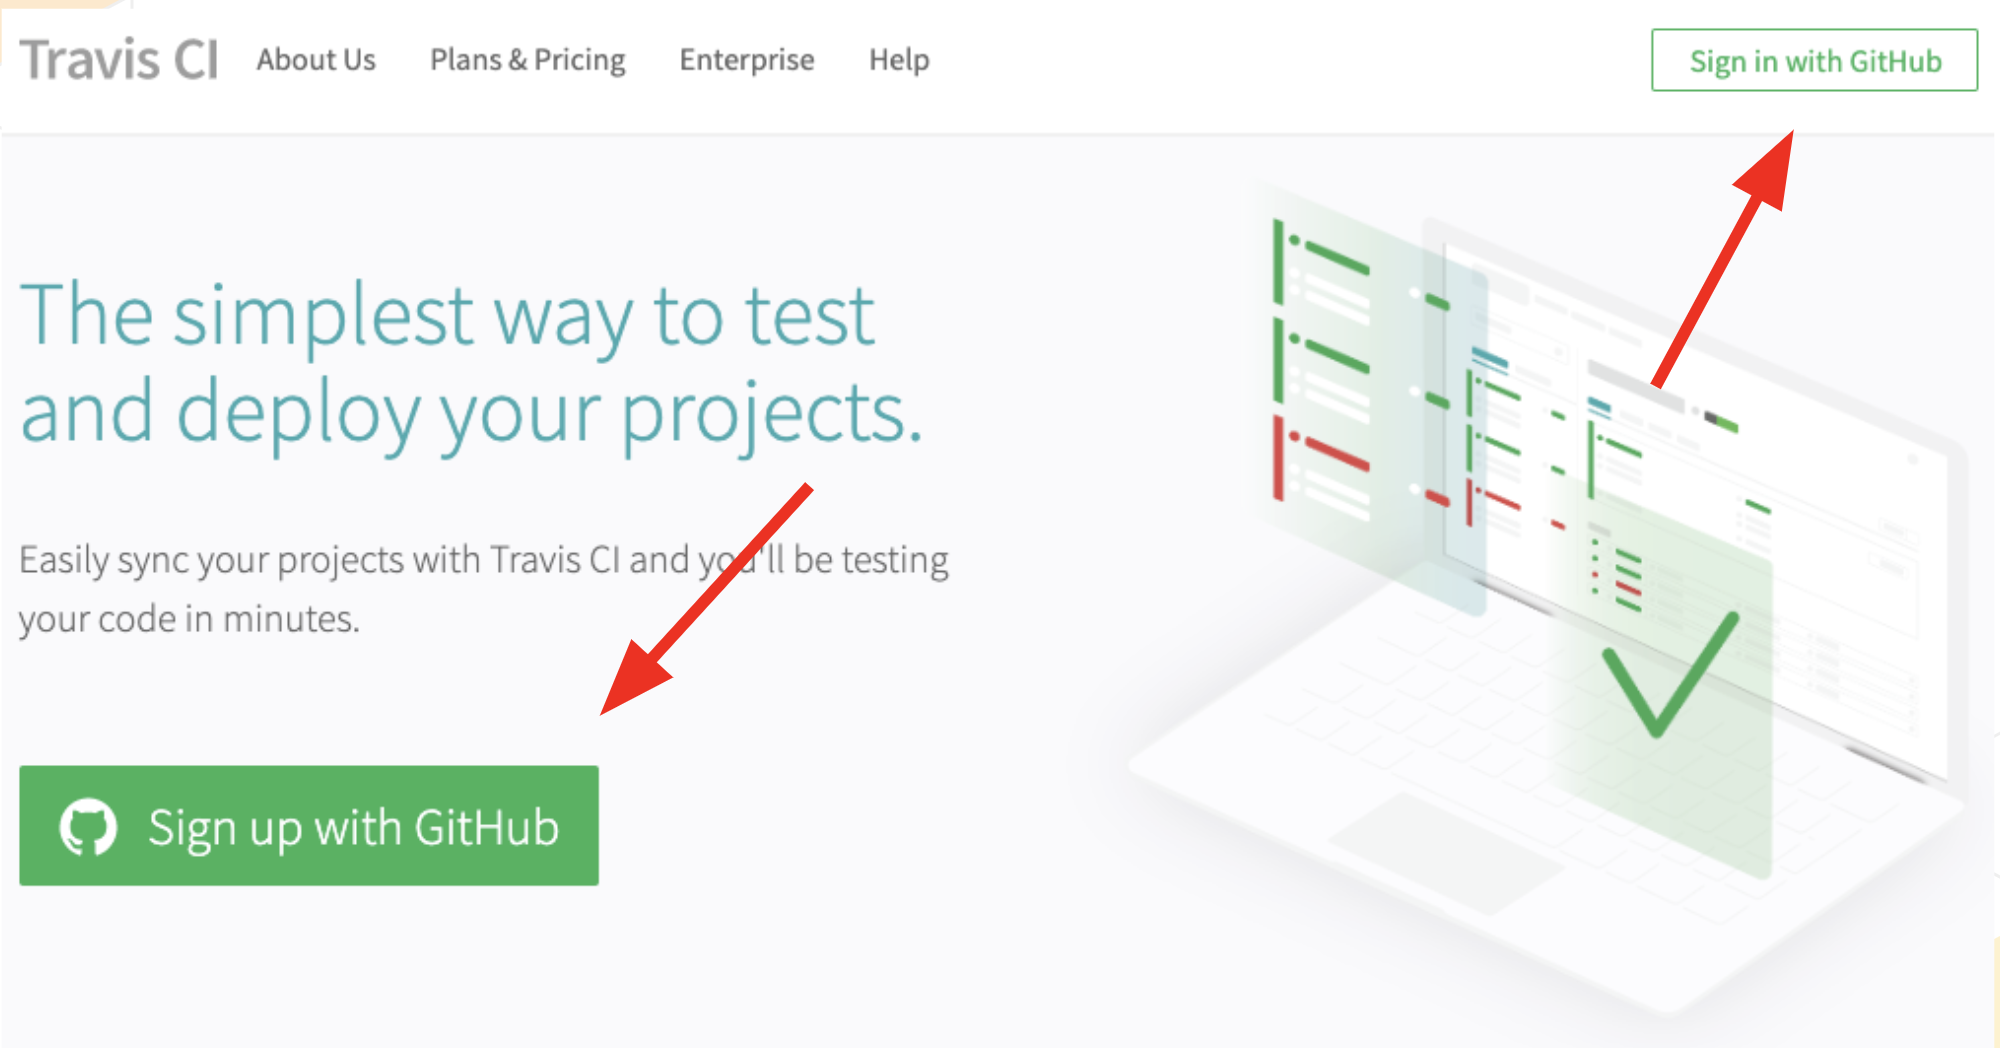 Travis CI About Us Plans & Pricing Enterprise Help Sign in with GitHub
The simplest way to test
and deploy your projects.
Easily sync your projects with Travis CI and you'll be testing
your code in minutes.
Sign up with GitHub